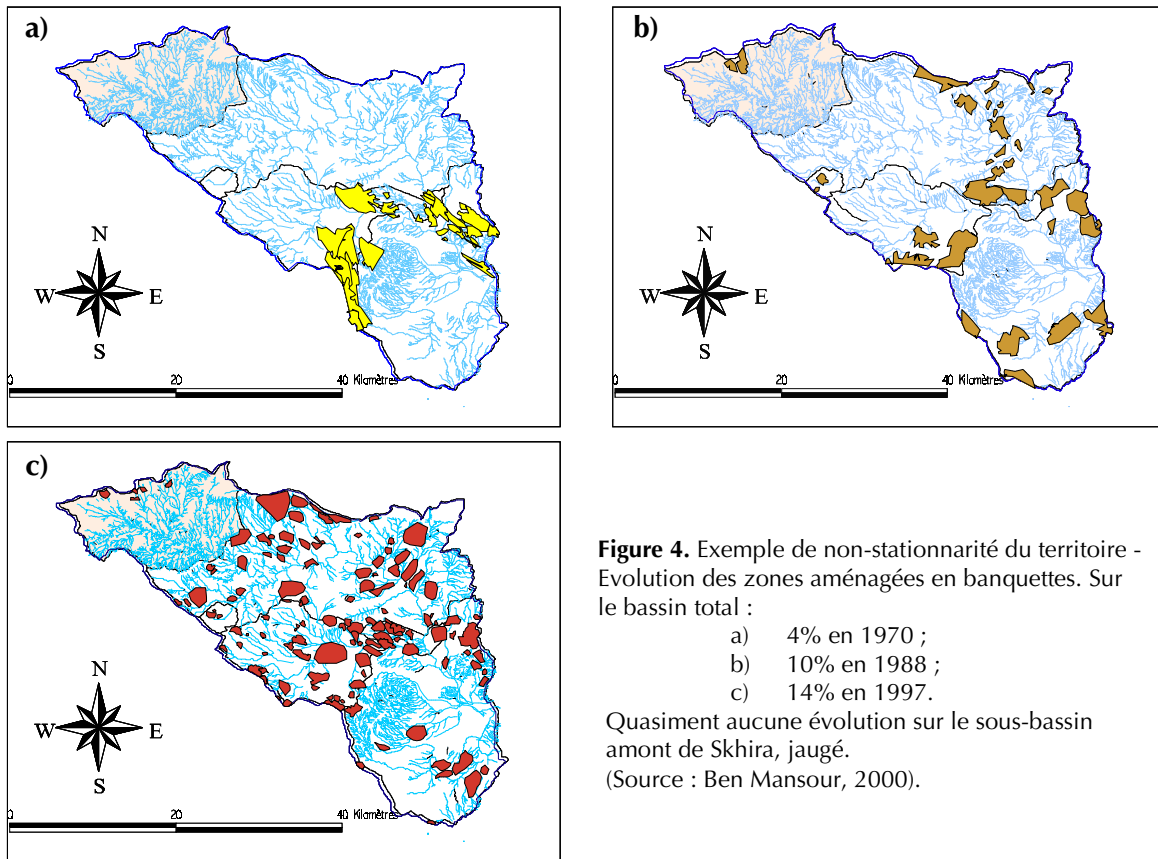 a)
N
W E
S
0 20 40 Kilomètres
b)
N
W E
S
0 20 40 Kilomètres
c)
N
W E
S
0 20 40 Kilomètres
Figure 4. Exemple de non-stationnarité du territoire -
Evolution des zones aménagées en banquettes. Sur
le bassin total :
a) 4% en 1970 ;
b) 10% en 1988 ;
c) 14% en 1997.
Quasiment aucune évolution sur le sous-bassin
amont de Skhira, jaugé.
(Source : Ben Mansour, 2000).